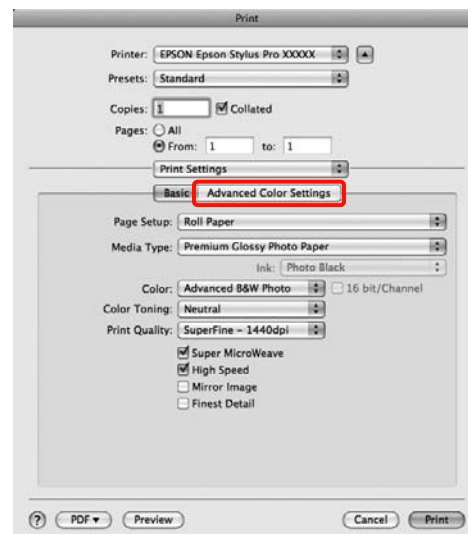 Print
Printer: EPSON Epson Stylus Pro XXXXX
Presets: Standard
Copies: 1 Collated
Pages: All
From: 1 to: 1
Print Settings
Basic Advanced Color Settings
Page Setup: Roll Paper
Media Type: Premium Glossy Photo Paper
Ink: Photo Black
Color: Advanced B&W Photo 16 bit/Channel
Color Toning: Neutral
Print Quality: SuperFine – 1440dpi
Super MicroWeave
High Speed
Mirror Image
Finest Detail
? PDF Preview Cancel Print